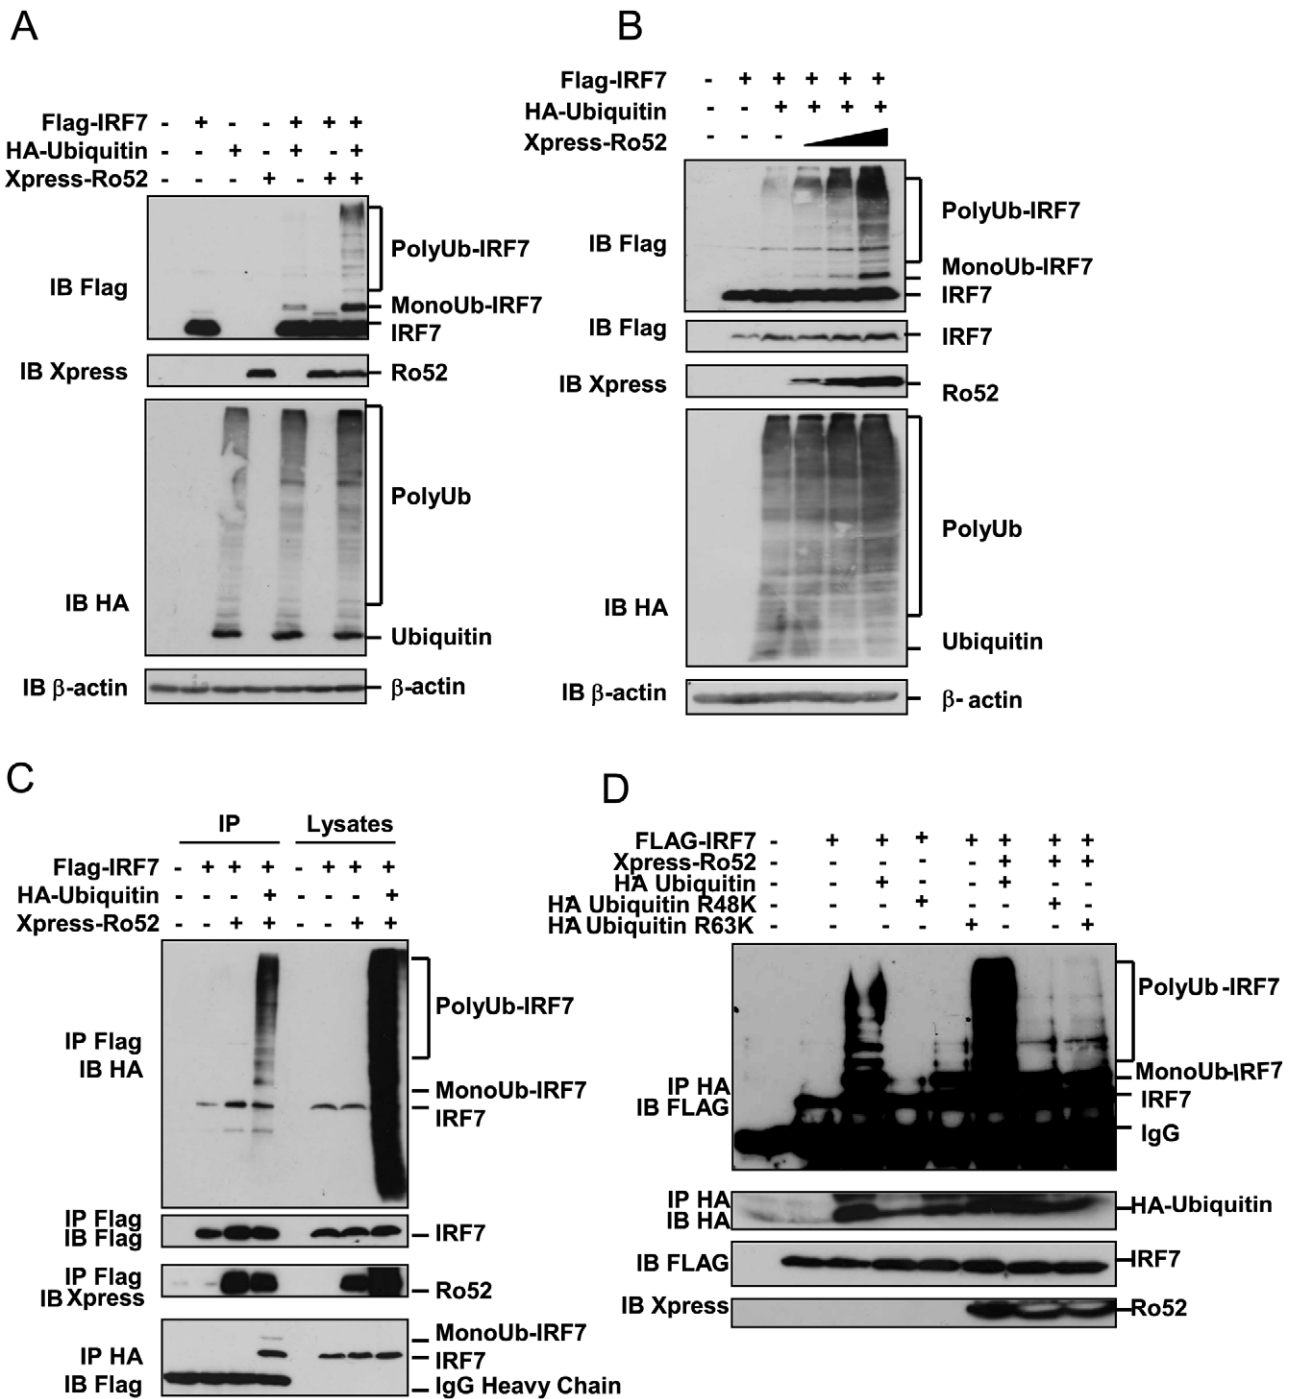 A
Flag-IRF7 - + - - + + +
HA-Ubiquitin - - + - + - +
Xpress-Ro52 - - - + - + +
IB Flag
PolyUb-IRF7
MonoUb-IRF7
IRF7
IB Xpress
Ro52
PolyUb
IB HA
Ubiquitin
IB β-actin
β-actin
B
Flag-IRF7 - + + + + +
HA-Ubiquitin - - + + + +
Xpress-Ro52 - - -
IB Flag
PolyUb-IRF7
MonoUb-IRF7
IRF7
IB Flag
IRF7
IB Xpress
Ro52
PolyUb
IB HA
Ubiquitin
IB β-actin
β- actin
C
IP Lysates
Flag-IRF7 - + + + - + + +
HA-Ubiquitin - - - + - - - +
Xpress-Ro52 - - + + - - + +
PolyUb-IRF7
IP Flag
IB HA
MonoUb-IRF7
IRF7
IP Flag
IB Flag
IRF7
IP Flag
IB Xpress
Ro52
MonoUb-IRF7
IP HA
IRF7
IB Flag
IgG Heavy Chain
D
FLAG-IRF7 - + + + + + + +
Xpress-Ro52 - - - - - + + +
HA Ubiquitin - - + - - + - -
HA Ubiquitin R48K - - - + - - + -
HA Ubiquitin R63K - - - - + - - +
PolyUb-IRF7
MonoUb-IRF7
IP HA
IB FLAG
IRF7
IgG
IP HA
IB HA
HA-Ubiquitin
IB FLAG
IRF7
IB Xpress
Ro52